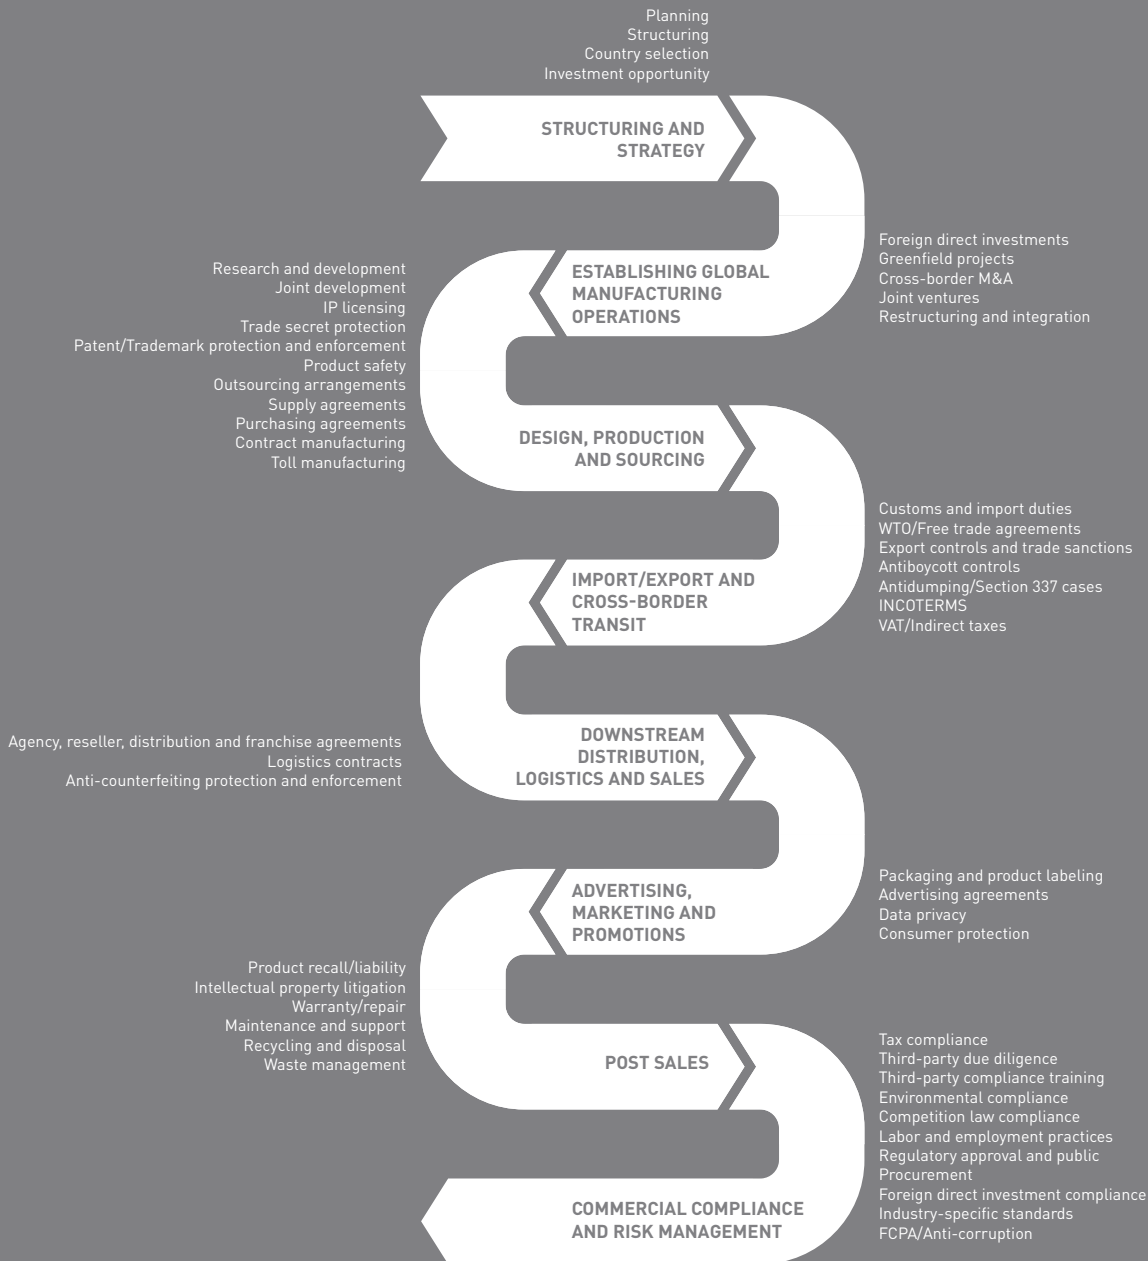 Planning
Structuring
Country selection
Investment opportunity
STRUCTURING AND
STRATEGY
Foreign direct investments
Greenfield projects
Cross-border M&A
Joint ventures
Restructuring and integration
ESTABLISHING GLOBAL
MANUFACTURING
OPERATIONS
Research and development
Joint development
IP licensing
Trade secret protection
Patent/Trademark protection and enforcement
Product safety
Outsourcing arrangements
Supply agreements
Purchasing agreements
Contract manufacturing
Toll manufacturing
DESIGN, PRODUCTION
AND SOURCING
Customs and import duties
WTO/Free trade agreements
Export controls and trade sanctions
Antiboycott controls
Antidumping/Section 337 cases
INCOTERMS
VAT/Indirect taxes
IMPORT/EXPORT AND
CROSS-BORDER
TRANSIT
Agency, reseller, distribution and franchise agreements
Logistics contracts
Anti-counterfeiting protection and enforcement
DOWNSTREAM
DISTRIBUTION,
LOGISTICS AND SALES
Packaging and product labeling
Advertising agreements
Data privacy
Consumer protection
ADVERTISING,
MARKETING AND
PROMOTIONS
Product recall/liability
Intellectual property litigation
Warranty/repair
Maintenance and support
Recycling and disposal
Waste management
POST SALES
Tax compliance
Third-party due diligence
Third-party compliance training
Environmental compliance
Competition law compliance
Labor and employment practices
Regulatory approval and public
Procurement
Foreign direct investment compliance
Industry-specific standards
FCPA/Anti-corruption
COMMERCIAL COMPLIANCE
AND RISK MANAGEMENT